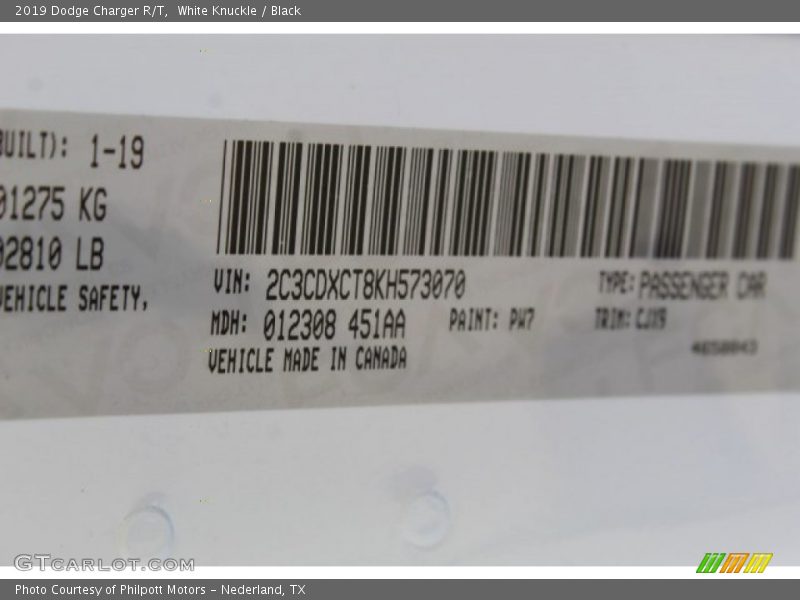 2019 Dodge Charger R/T, White Knuckle / Black
BUILT): 1-19
01275 KG
02810 LB
VEHICLE SAFETY,
VIN: 2C3CDXCT8KH573070
TYPE: PASSENGER CAR
MDH: 012308 451AA
PAINT: PW7
TRIM: CJX9
VEHICLE MADE IN CANADA
GTCARLOT.COM
Photo Courtesy of Philpott Motors - Nederland, TX